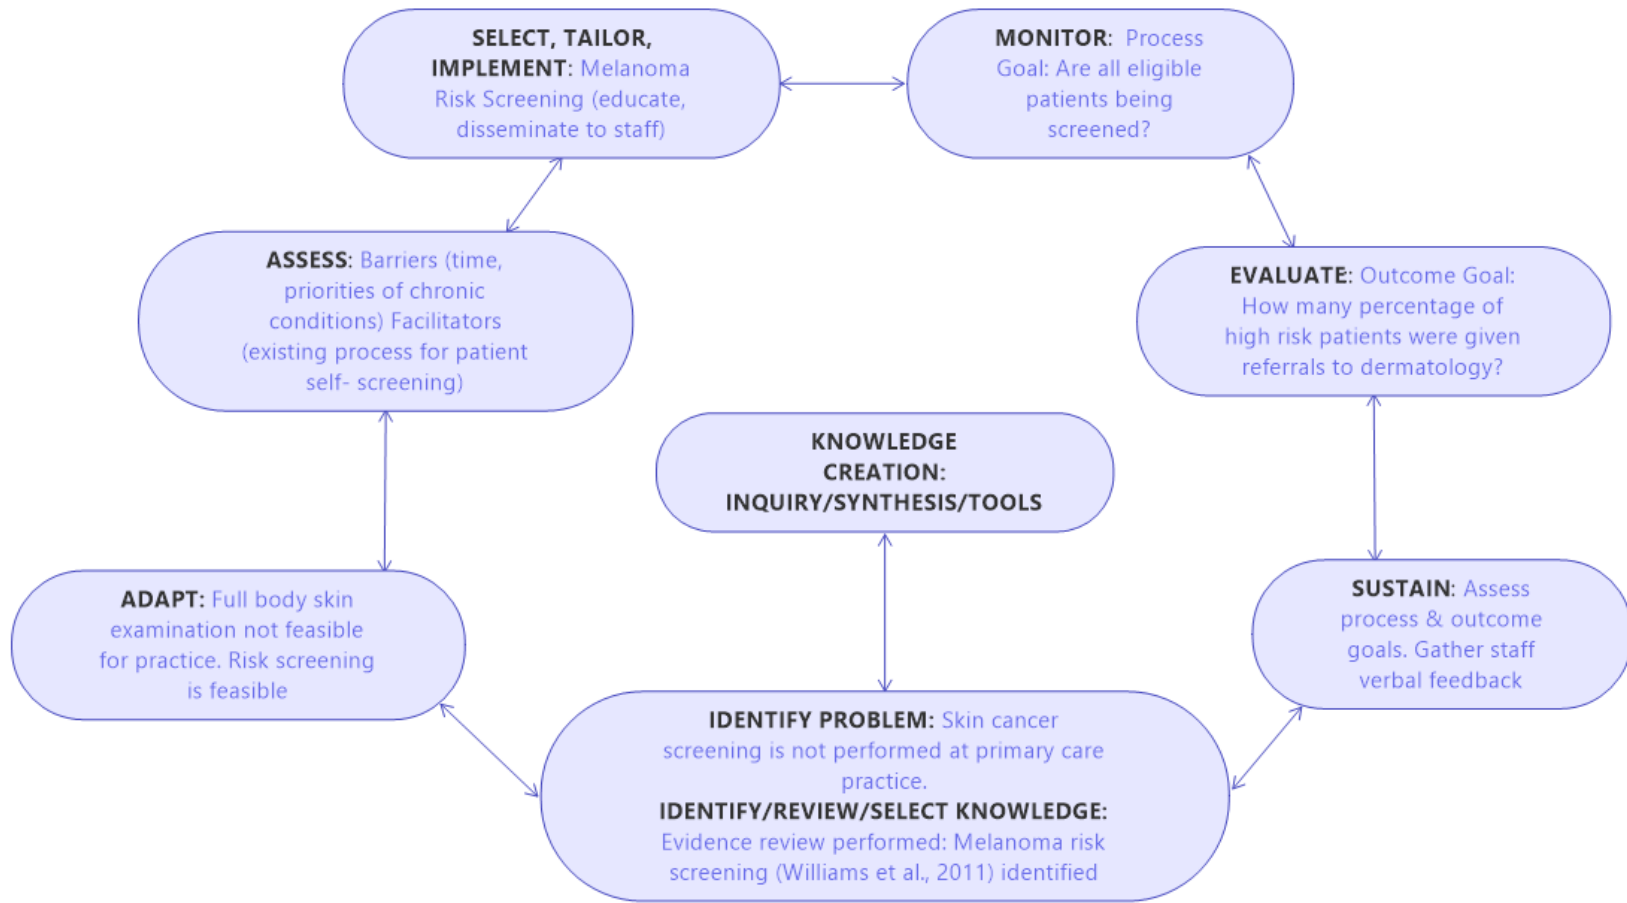 SELECT, TAILOR,
IMPLEMENT: Melanoma
Risk Screening (educate,
disseminate to staff)
MONITOR: Process
Goal: Are all eligible
patients being
screened?
ASSESS: Barriers (time,
priorities of chronic
conditions) Facilitators
(existing process for patient
self- screening)
EVALUATE: Outcome Goal:
How many percentage of
high risk patients were given
referrals to dermatology?
KNOWLEDGE
CREATION:
INQUIRY/SYNTHESIS/TOOLS
ADAPT: Full body skin
examination not feasible
for practice. Risk screening
is feasible
SUSTAIN: Assess
process & outcome
goals. Gather staff
verbal feedback
IDENTIFY PROBLEM: Skin cancer
screening is not performed at primary care
practice.
IDENTIFY/REVIEW/SELECT KNOWLEDGE:
Evidence review performed: Melanoma risk
screening (Williams et al., 2011) identified